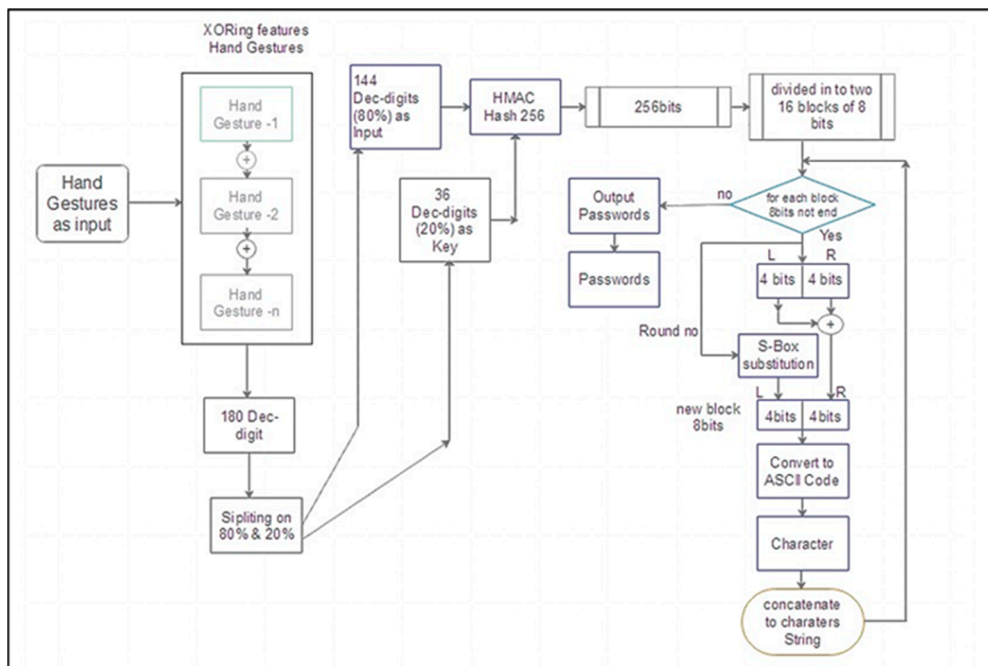 XORing features
Hand Gestures
Hand
Gestures
as input
Hand
Gesture -1
+
Hand
Gesture -2
+
Hand
Gesture -n
180 Dec-
digit
Sipliting on
80% & 20%
144
Dec-digits
(80%) as
Input
36
Dec-digits
(20%) as
Key
HMAC
Hash 256
256bits
divided in to two
16 blocks of 8
bits
for each block
8bits not end
no
Output
Passwords
Passwords
Yes
L R
4 bits 4 bits
+
Round no
S-Box
substitution
L R
new block
8bits
4bits 4bits
Convert to
ASCII Code
Character
concatenate
to charaters
String